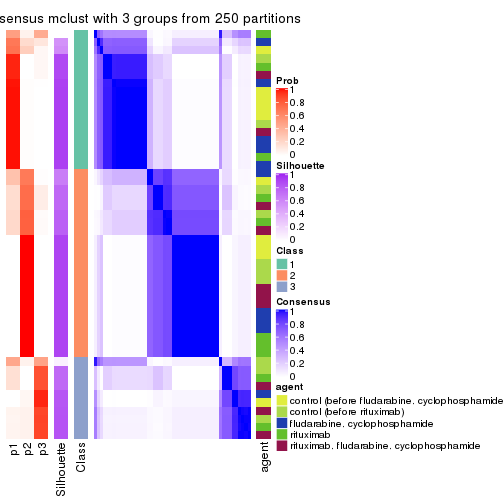 sensus mclust with 3 groups from 250 partitions
Prob
1
0.8
0.6
0.4
0.2
0
Silhouette
1
0.8
0.6
0.4
0.2
0
Class
1
2
3
Consensus
1
0.8
0.6
0.4
0.2
0
agent
control (before fludarabine, cyclophosphamide
control (before rituximab)
fludarabine, cyclophosphamide
rituximab
rituximab, fludarabine, cyclophosphamide
p1
p2
p3
Silhouette
Class
agent